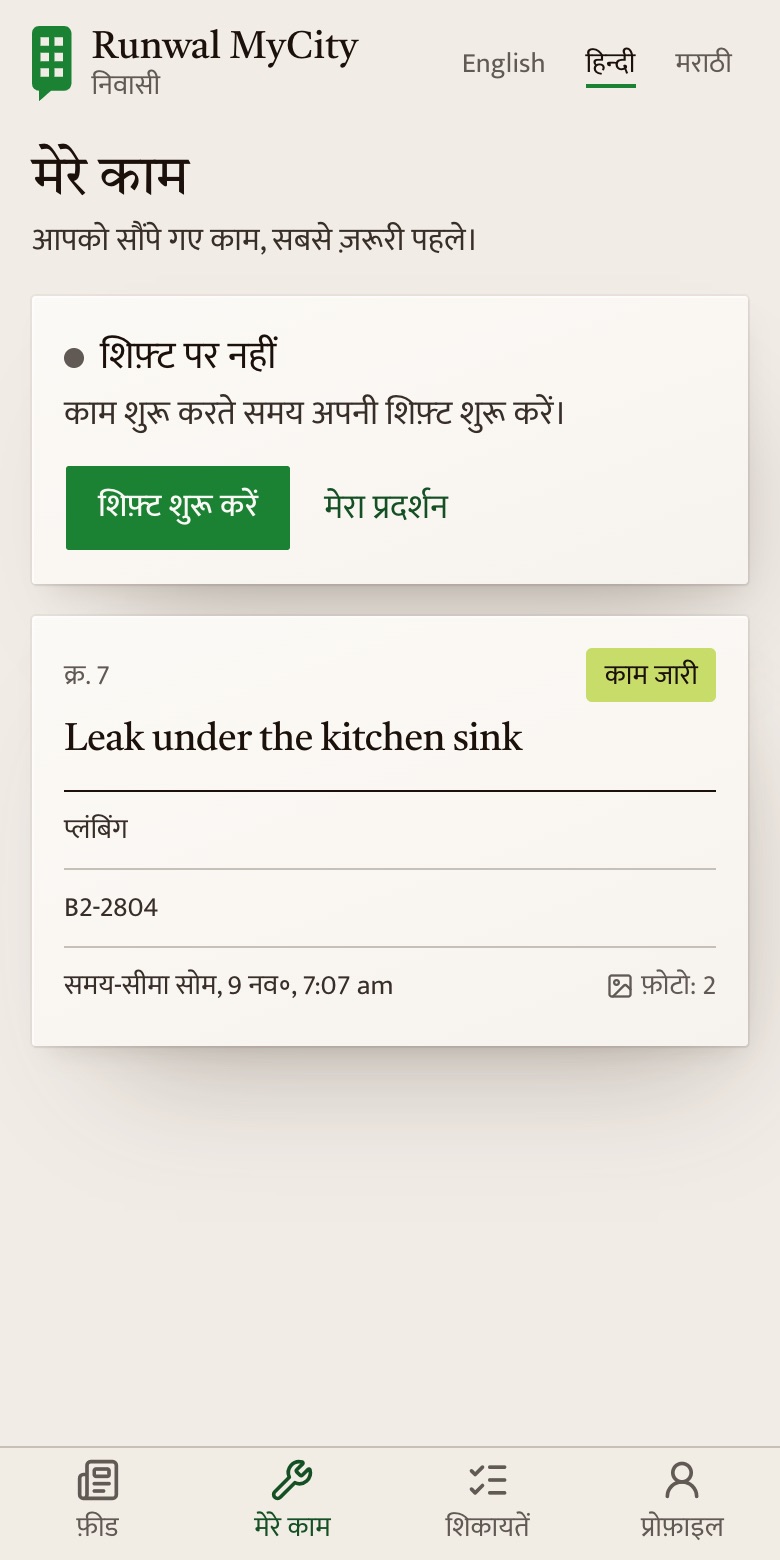 Runwal MyCity
निवासी
English हिन्दी मराठी
मेरे काम
आपको सौंपे गए काम, सबसे ज़रूरी पहले।
शिफ़्ट पर नहीं
काम शुरू करते समय अपनी शिफ़्ट शुरू करें।
शिफ़्ट शुरू करें मेरा प्रदर्शन
क्र. 7 काम जारी
Leak under the kitchen sink
प्लंबिंग
B2-2804
समय-सीमा सोम, 9 नव॰, 7:07 am फ़ोटो: 2
फ़ीड मेरे काम शिकायतें प्रोफ़ाइल